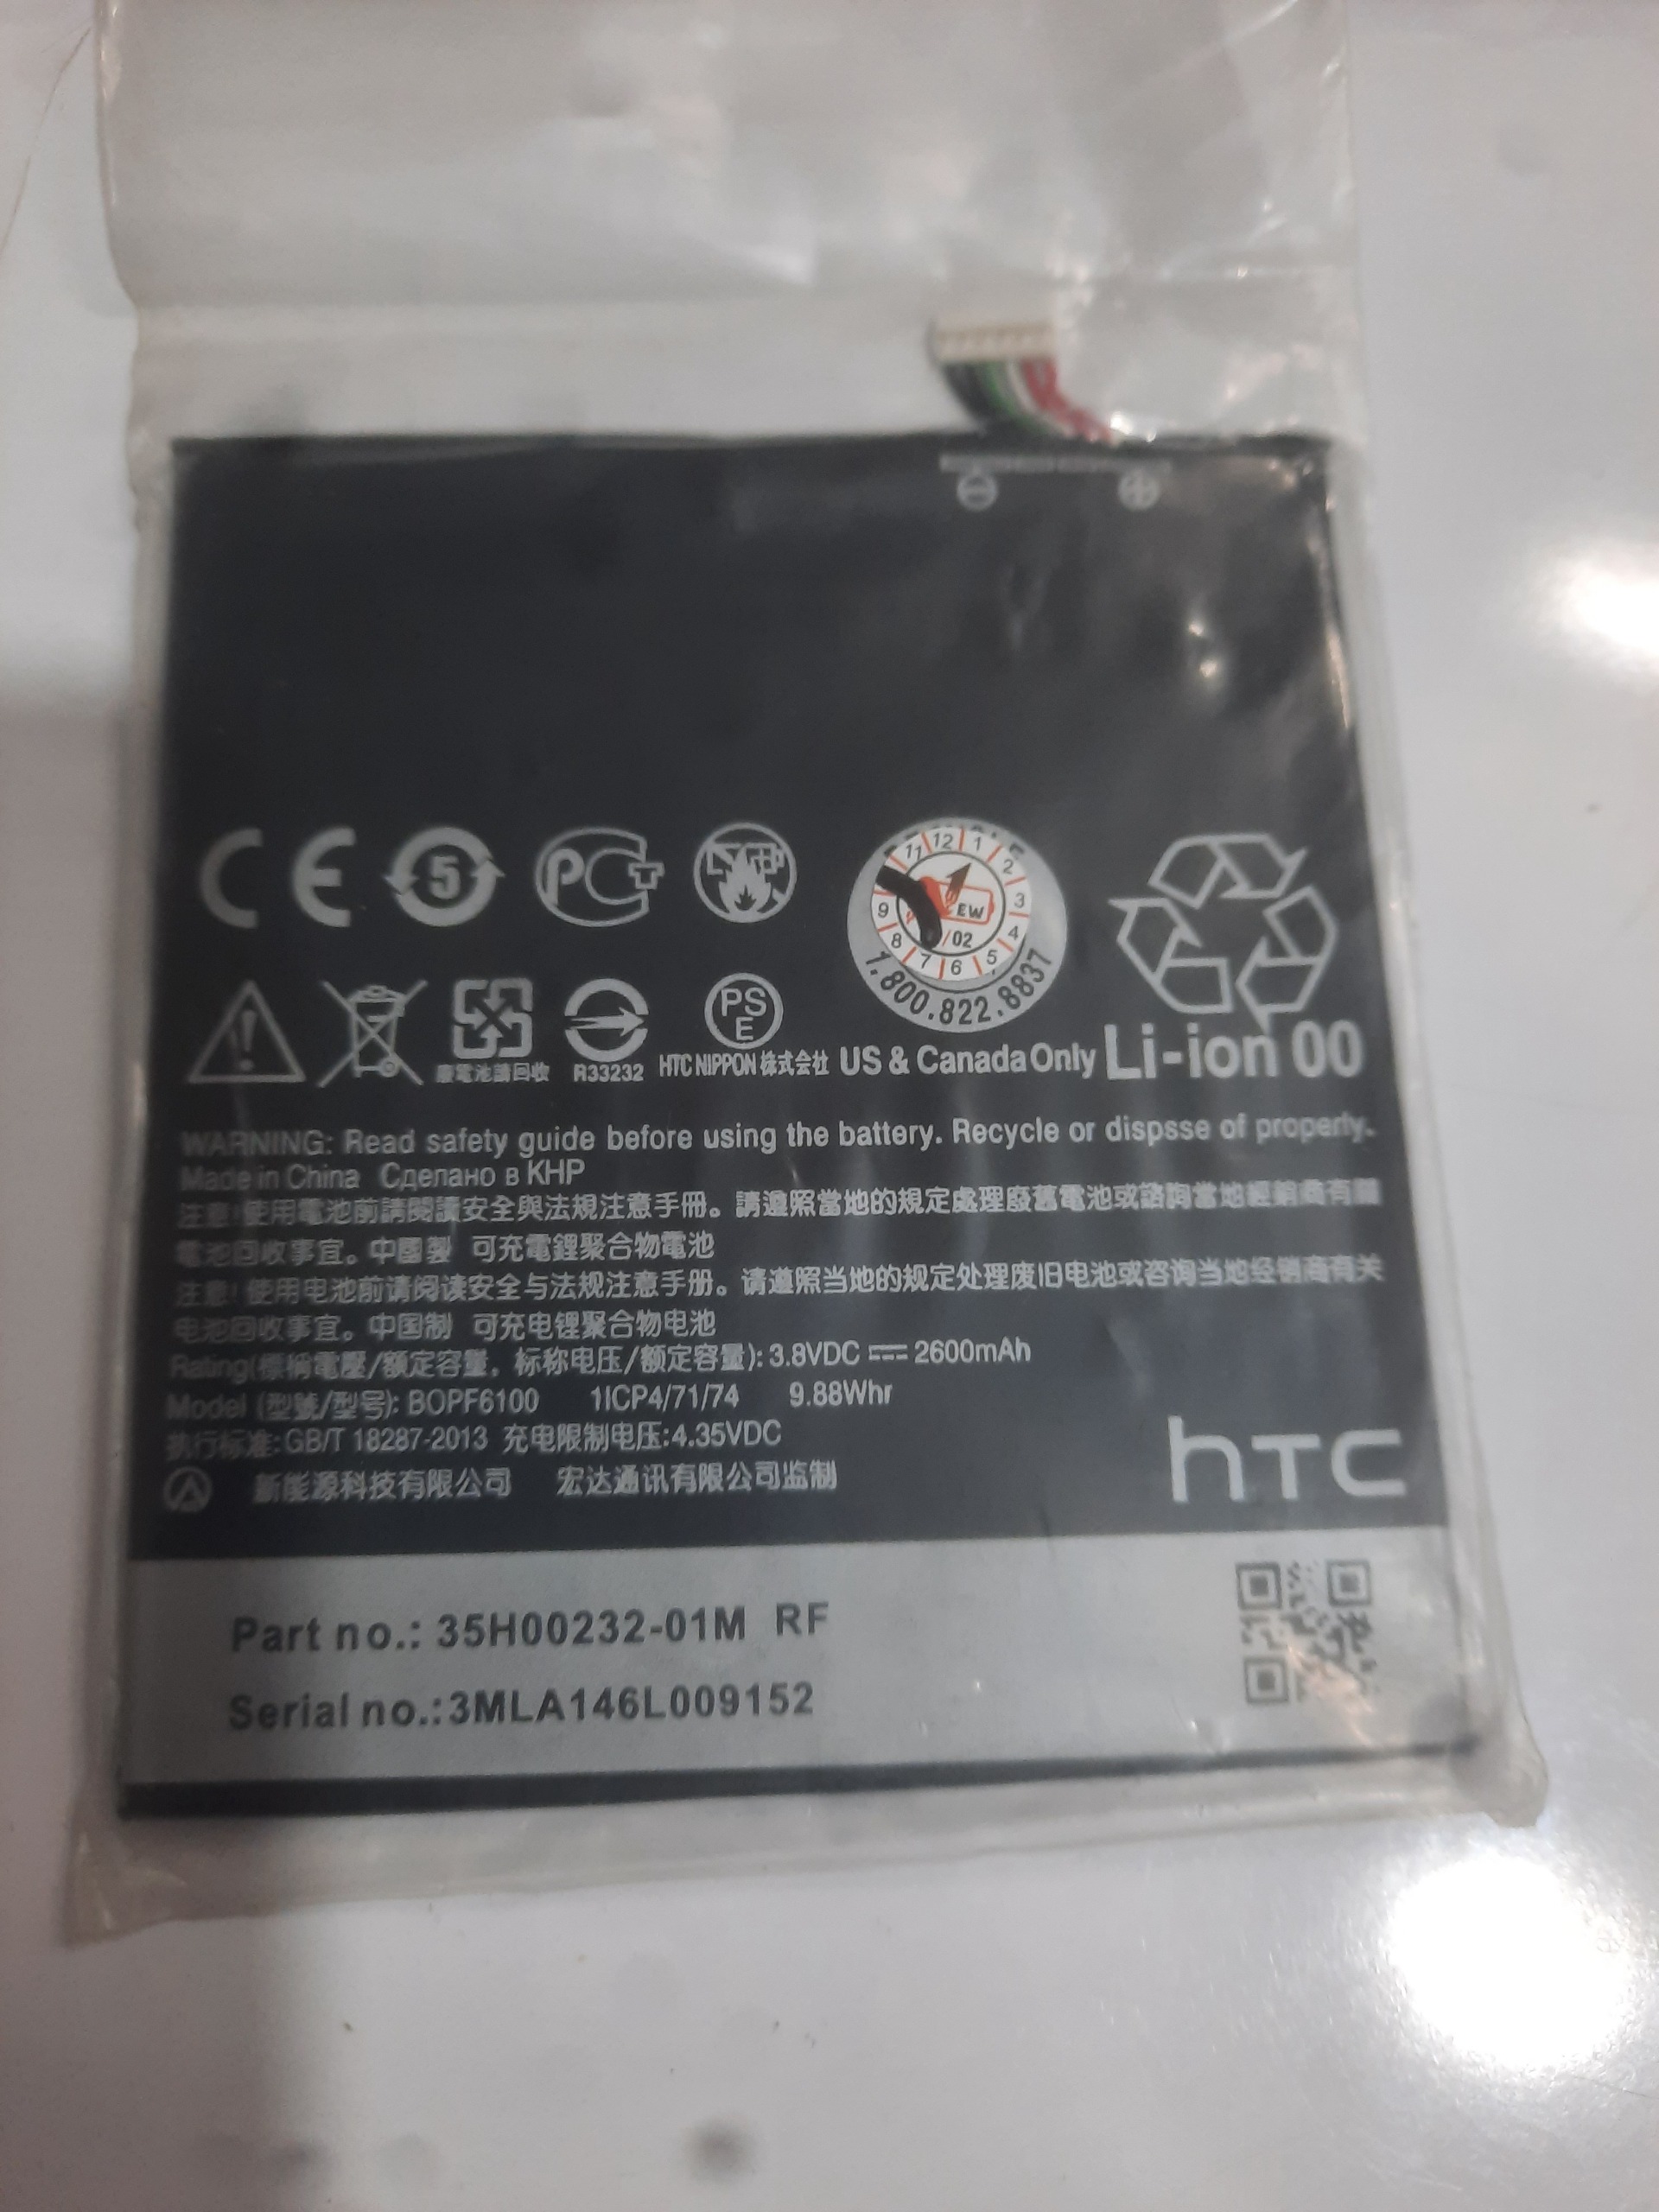 CE 5 PCT
11 12 1 2 3 4 5 6 7 8 9
EW
/02
1.800.822.8837
PS
E
廢電池請回收 R33232 HTC NIPPON 株式会社 US & Canada Only Li-ion 00
WARNING: Read safety guide before using the battery. Recycle or dispsse of properly.
Made in China Сделано в КНР
注意!使用電池前請閱讀安全與法規注意手冊。請遵照當地的規定處理廢舊電池或諮詢當地經銷商有關
電池回收事宜。中國製 可充電鋰聚合物電池
注意!使用电池前请阅读安全与法规注意手册。请遵照当地的规定处理废旧电池或咨询当地经销商有关
电池回收事宜。中国制 可充电锂聚合物电池
Rating(標稱電壓/額定容量, 标称电压/额定容量): 3.8VDC 2600mAh
Model (型號/型号): BOPF6100 1ICP4/71/74 9.88Whr
执行标准:GB/T 18287-2013 充电限制电压:4.35VDC
新能源科技有限公司 宏达通讯有限公司监制
hTC
Part no.: 35H00232-01M RF
Serial no.:3MLA146L009152